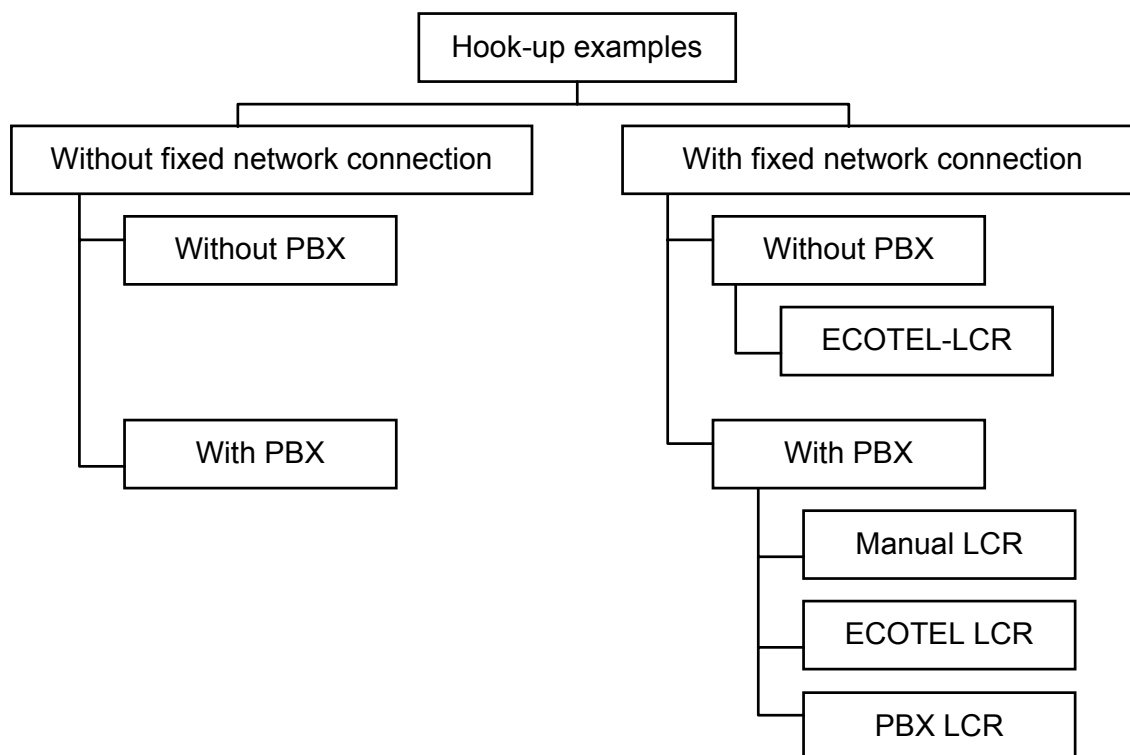 Hook-up examples
Without fixed network connection
Without PBX
With PBX
With fixed network connection
Without PBX
ECOTEL-LCR
With PBX
Manual LCR
ECOTEL LCR
PBX LCR